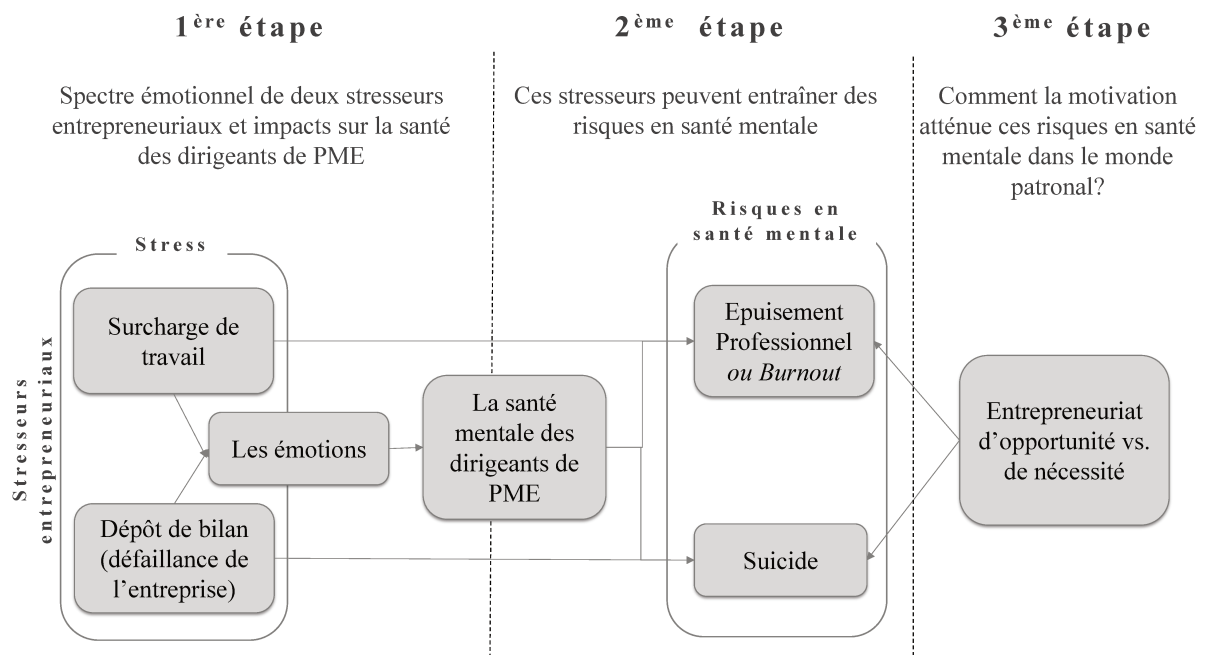 1ère étape
2ème étape
3ème étape
Spectre émotionnel de deux stresseurs
entrepreneuriaux et impacts sur la santé
des dirigeants de PME
Ces stresseurs peuvent entraîner des
risques en santé mentale
Comment la motivation
atténue ces risques en santé
mentale dans le monde
patronal?
Stress
Risques en
santé mentale
Stresseurs
entrepreneuriaux
Surcharge de
travail
Les émotions
Dépôt de bilan
(défaillance de
l’entreprise)
La santé
mentale des
dirigeants de
PME
Epuisement
Professionnel
ou Burnout
Suicide
Entrepreneuriat
d’opportunité vs.
de nécessité